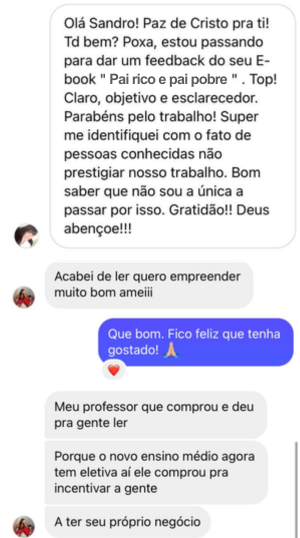 Olá Sandro! Paz de Cristo pra ti!
Td bem? Poxa, estou passando
para dar um feedback do seu E-
book " Pai rico e pai pobre " . Top!
Claro, objetivo e esclarecedor.
Parabéns pelo trabalho! Super
me identifiquei com o fato de
pessoas conhecidas não
prestigiar nosso trabalho. Bom
saber que não sou a única a
passar por isso. Gratidão!! Deus
abençoe!!!
Acabei de ler quero empreender
muito bom ameiii
Que bom. Fico feliz que tenha
gostado! 🙏🏼
❤️
Meu professor que comprou e deu
pra gente ler
Porque o novo ensino médio agora
tem eletiva aí ele comprou pra
incentivar a gente
A ter seu próprio negócio